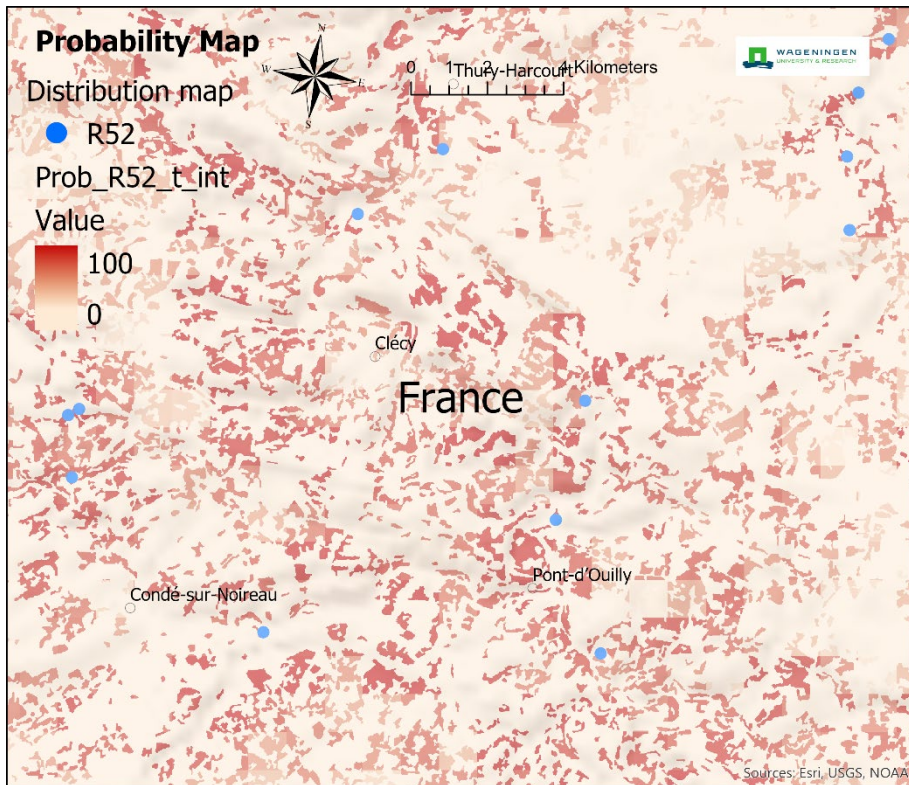 Probability Map
Distribution map
R52
Prob_R52_t_int
Value
100
0
N
W
E
S
0 1 2 4 Kilometers
Thury-Harcourt
WAGENINGEN
UNIVERSITY & RESEARCH
Clécy
France
Pont-d'Ouilly
Condé-sur-Noireau
Sources: Esri, USGS, NOAA